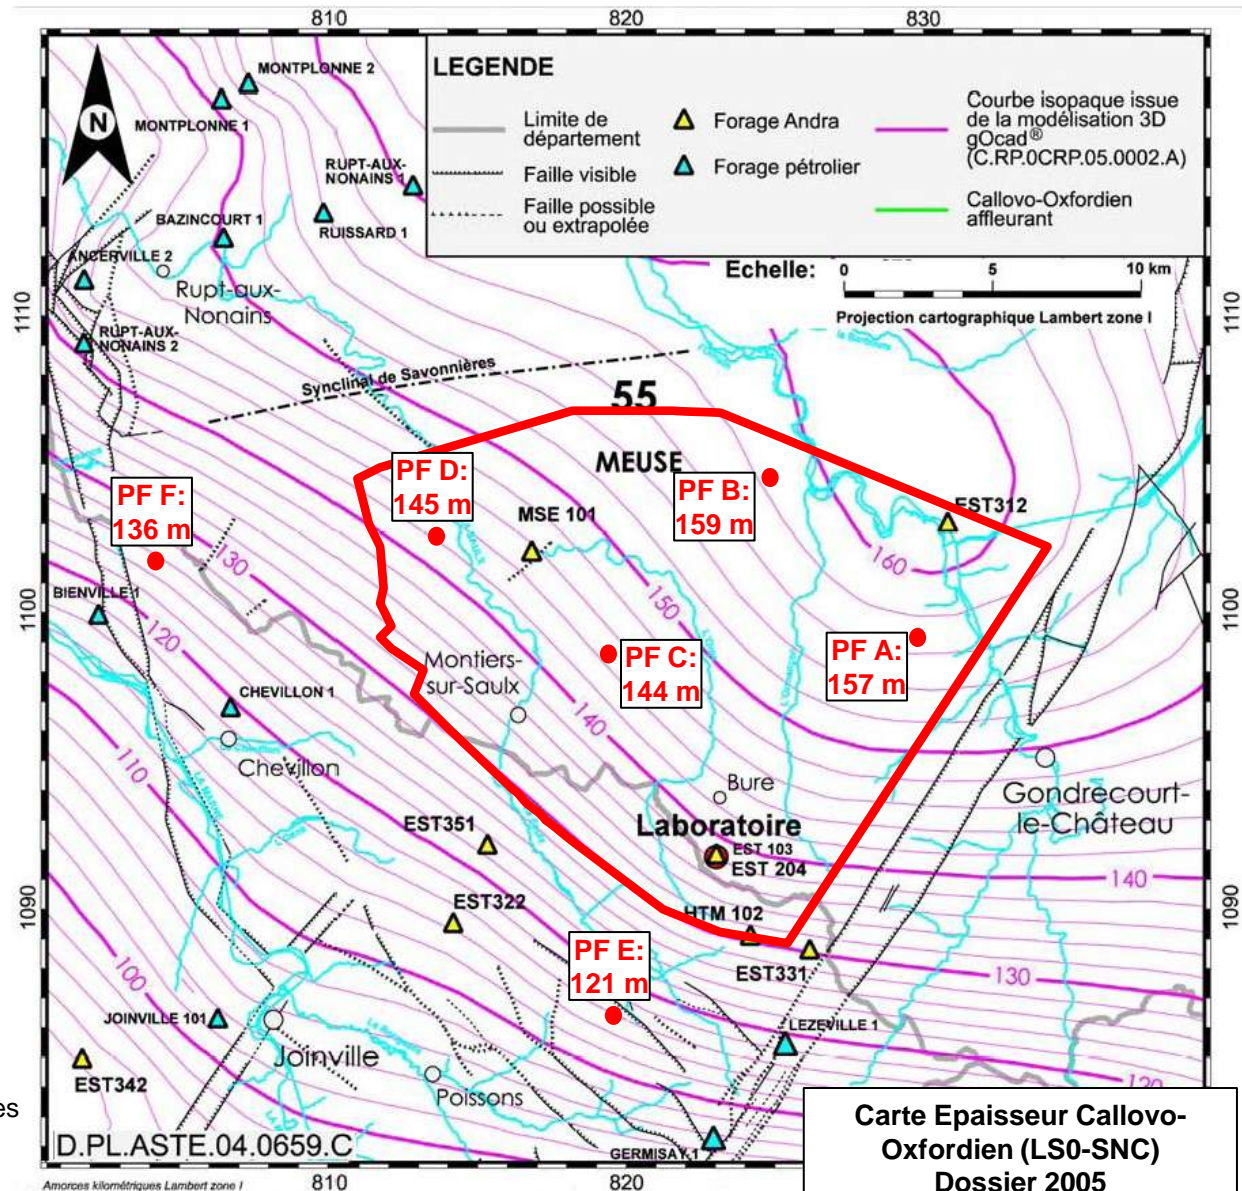 810
820
830
LEGENDE
Limite de
département
Faille visible
Faille possible
ou extrapolée
Forage Andra
Forage pétrolier
Courbe isopaque issue
de la modélisation 3D
gOcad®
(C.RP.0CRP.05.0002.A)
Callovo-Oxfordien
affleurant
Echelle:
0
5
10 km
Projection cartographique Lambert zone I
N
MONTPLONNE 2
MONTPLONNE 1
RUPT-AUX-
NONAINS 1
BAZINCOURT 1
RUISSARD 1
ANCERVILLE 2
Rupt-aux-
Nonains
RUPT-AUX-
NONAINS 2
1110
1110
Synclinal de Savonnières
55
MEUSE
PF D:
145 m
PF B:
159 m
PF F:
136 m
MSE 101
EST312
160
130
150
BIENVILLE 1
1100
1100
120
PF C:
144 m
PF A:
157 m
Montiers-
sur-Saulx
CHEVILLON 1
140
Chevillon
110
Bure
Gondrecourt-
le-Château
Laboratoire
EST351
EST 103
EST 204
140
EST322
1090
1090
HTM 102
PF E:
121 m
EST331
130
100
JOINVILLE 101
LEZEVILLE 1
Joinville
EST342
Poissons
120
es
D.PL.ASTE.04.0659.C
GERMISAY 1
Carte Epaisseur Callovo-
Oxfordien (LS0-SNC)
Dossier 2005
Amorces kilométriques Lambert zone I
810
820